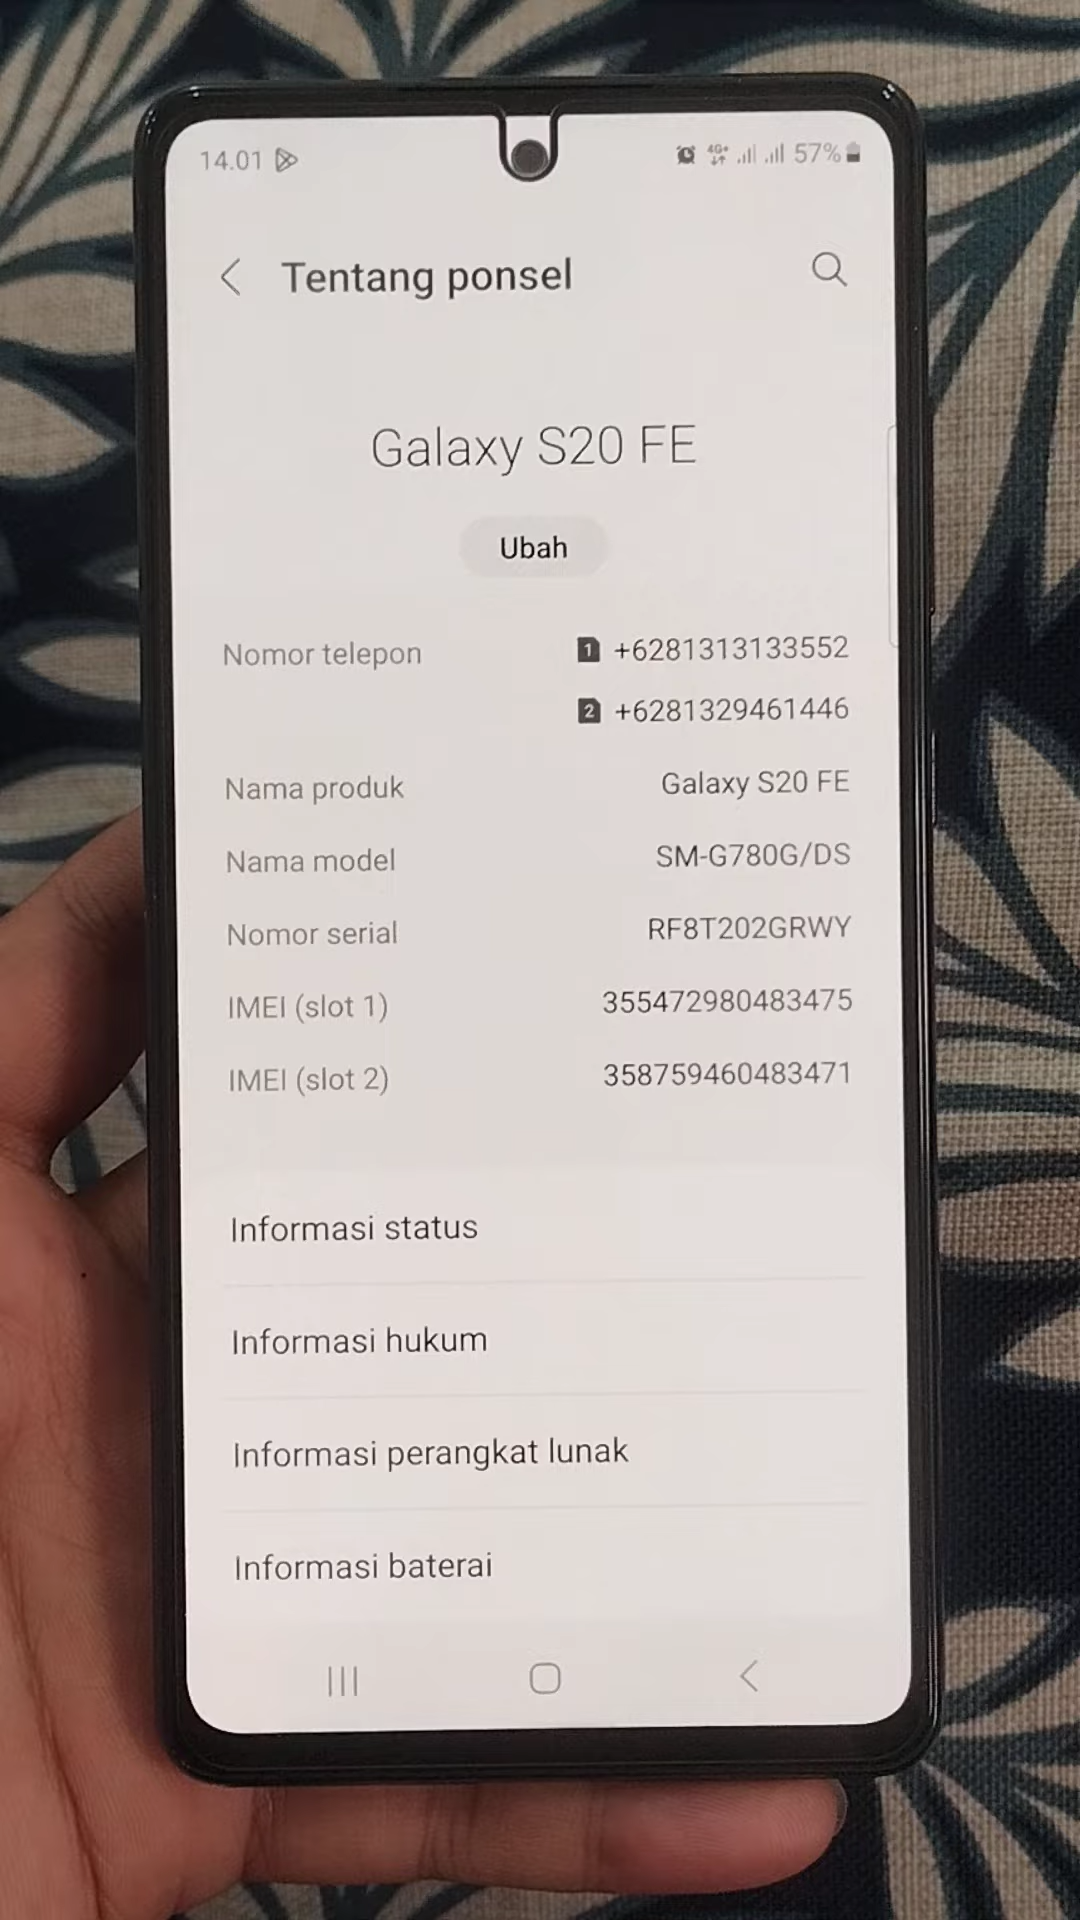 14.01 4G+ 57%
Tentang ponsel
Galaxy S20 FE
Ubah
Nomor telepon 1 +6281313133552
2 +6281329461446
Nama produk Galaxy S20 FE
Nama model SM-G780G/DS
Nomor serial RF8T202GRWY
IMEI (slot 1) 355472980483475
IMEI (slot 2) 358759460483471
Informasi status
Informasi hukum
Informasi perangkat lunak
Informasi baterai